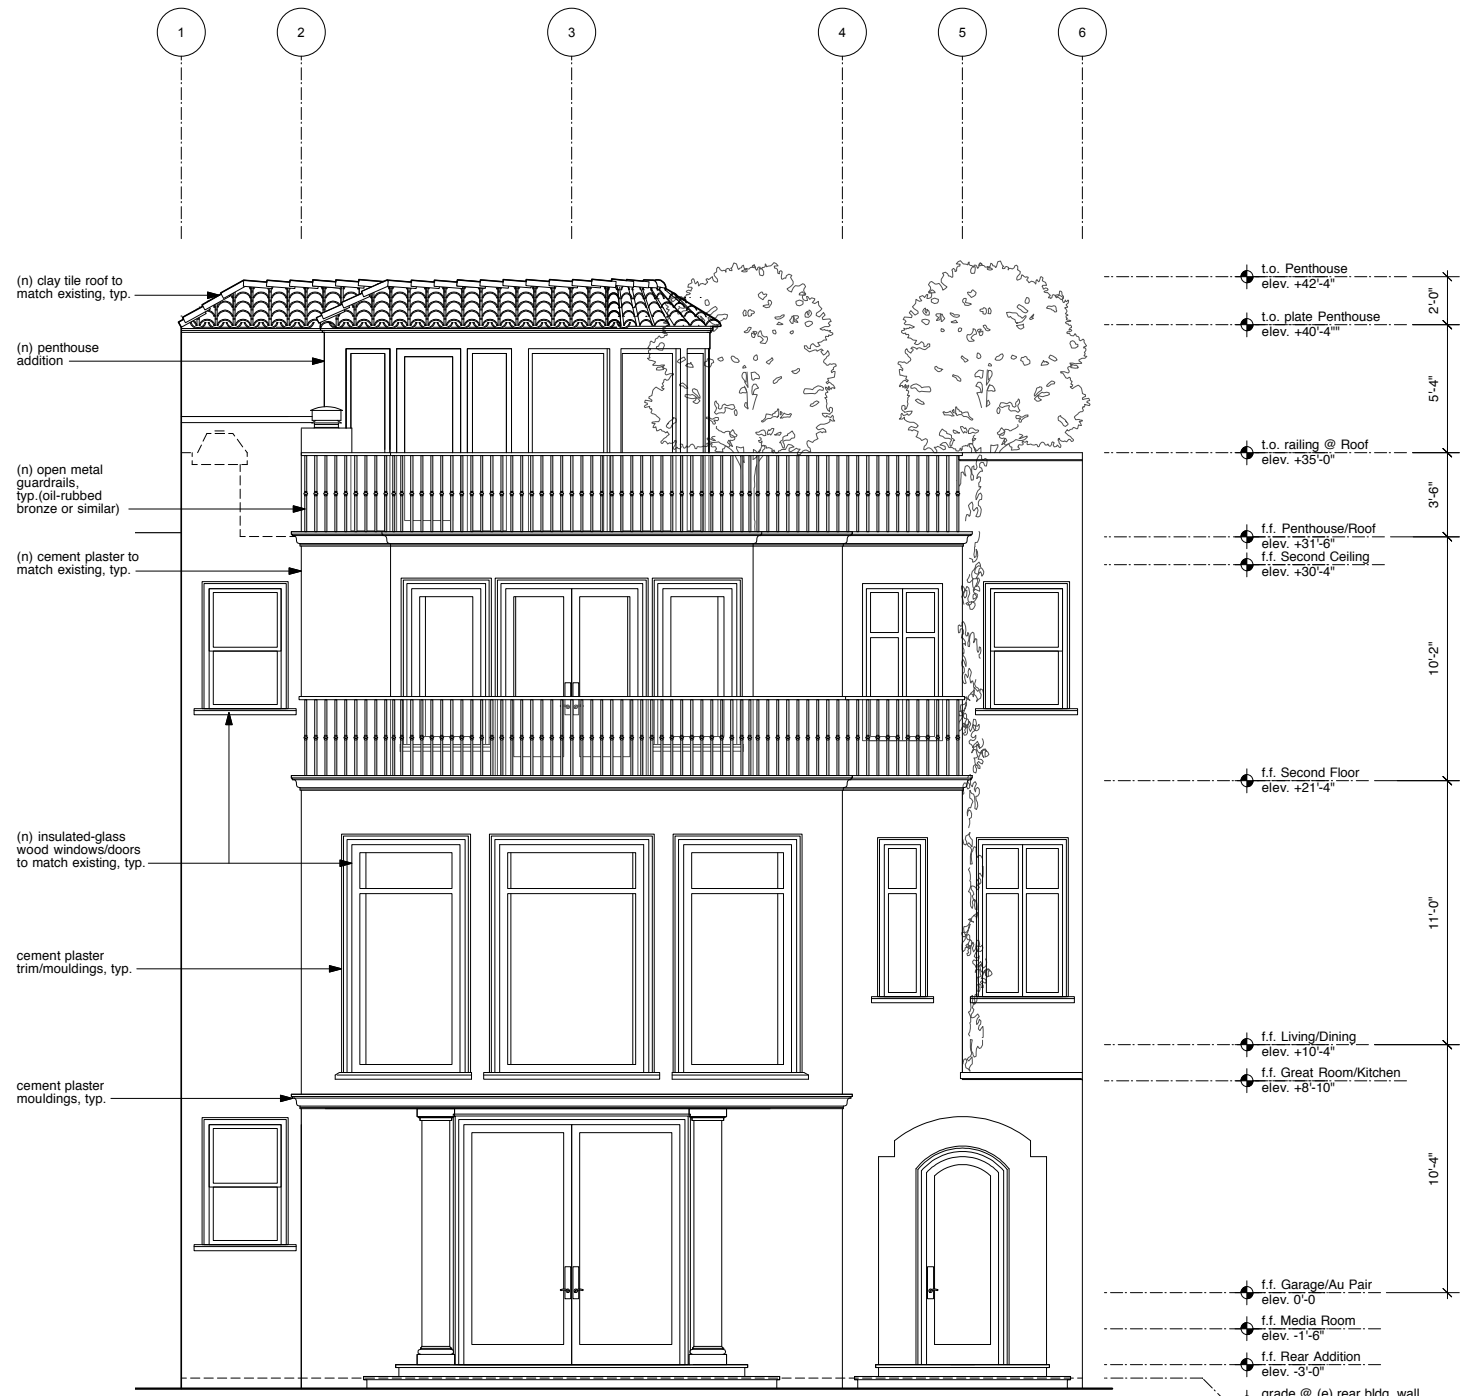 1
2
3
4
5
6
(n) clay tile roof to
match existing, typ.
(n) penthouse
addition
(n) open metal
guardrails,
typ.(oil-rubbed
bronze or similar)
(n) cement plaster to
match existing, typ.
(n) insulated-glass
wood windows/doors
to match existing, typ.
cement plaster
trim/mouldings, typ.
cement plaster
mouldings, typ.
t.o. Penthouse
elev. +42'-4"
2'-0"
t.o. plate Penthouse
elev. +40'-4""
5'-4"
t.o. railing @ Roof
elev. +35'-0"
3'-6"
f.f. Penthouse/Roof
elev. +31'-6"
f.f. Second Ceiling
elev. +30'-4"
10'-2"
f.f. Second Floor
elev. +21'-4"
11'-0"
f.f. Living/Dining
elev. +10'-4"
f.f. Great Room/Kitchen
elev. +8'-10"
10'-4"
f.f. Garage/Au Pair
elev. 0'-0
f.f. Media Room
elev. -1'-6"
f.f. Rear Addition
elev. -3'-0"
grade @ (e) rear bldg. wall